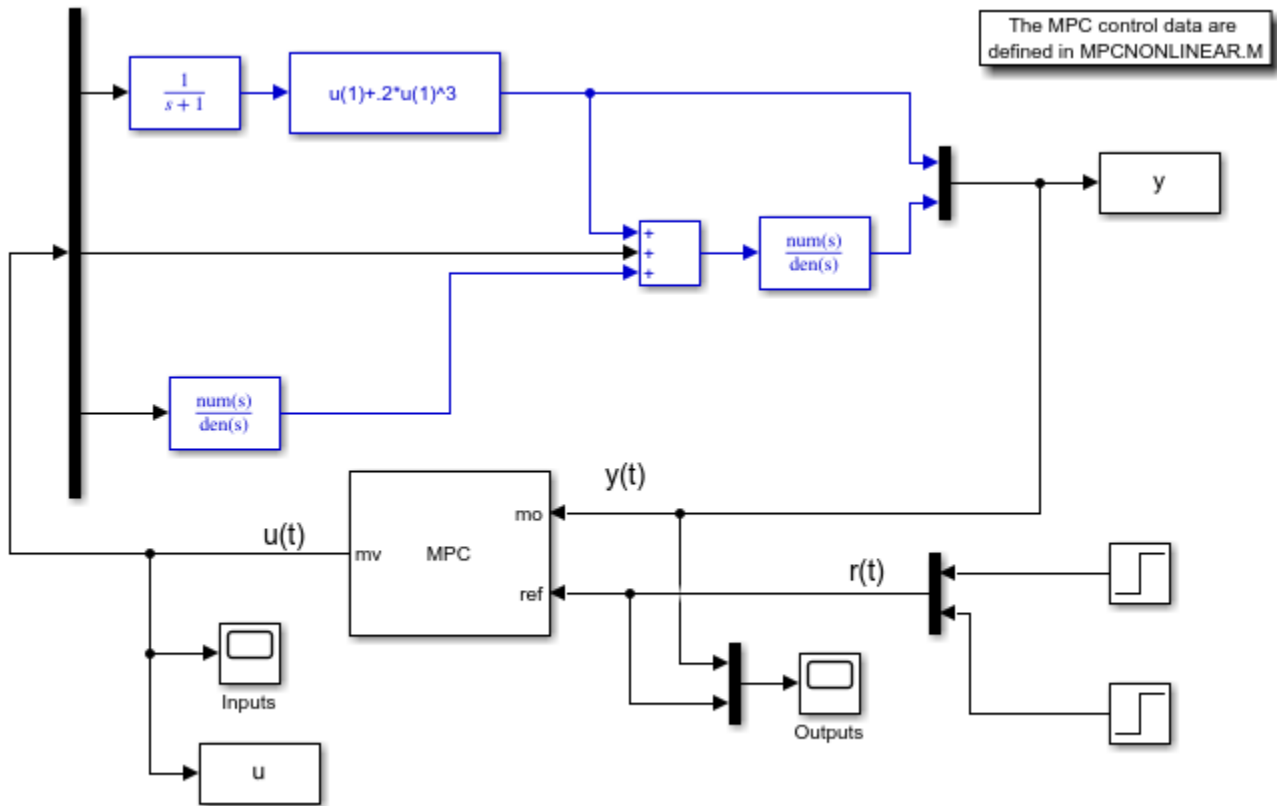 The MPC control data are
defined in MPCNONLINEAR.M
1
s + 1
u(1)+.2*u(1)^3
y
+
+
+
num(s)
den(s)
num(s)
den(s)
y(t)
mo
u(t)
mv
MPC
r(t)
ref
Inputs
Outputs
u